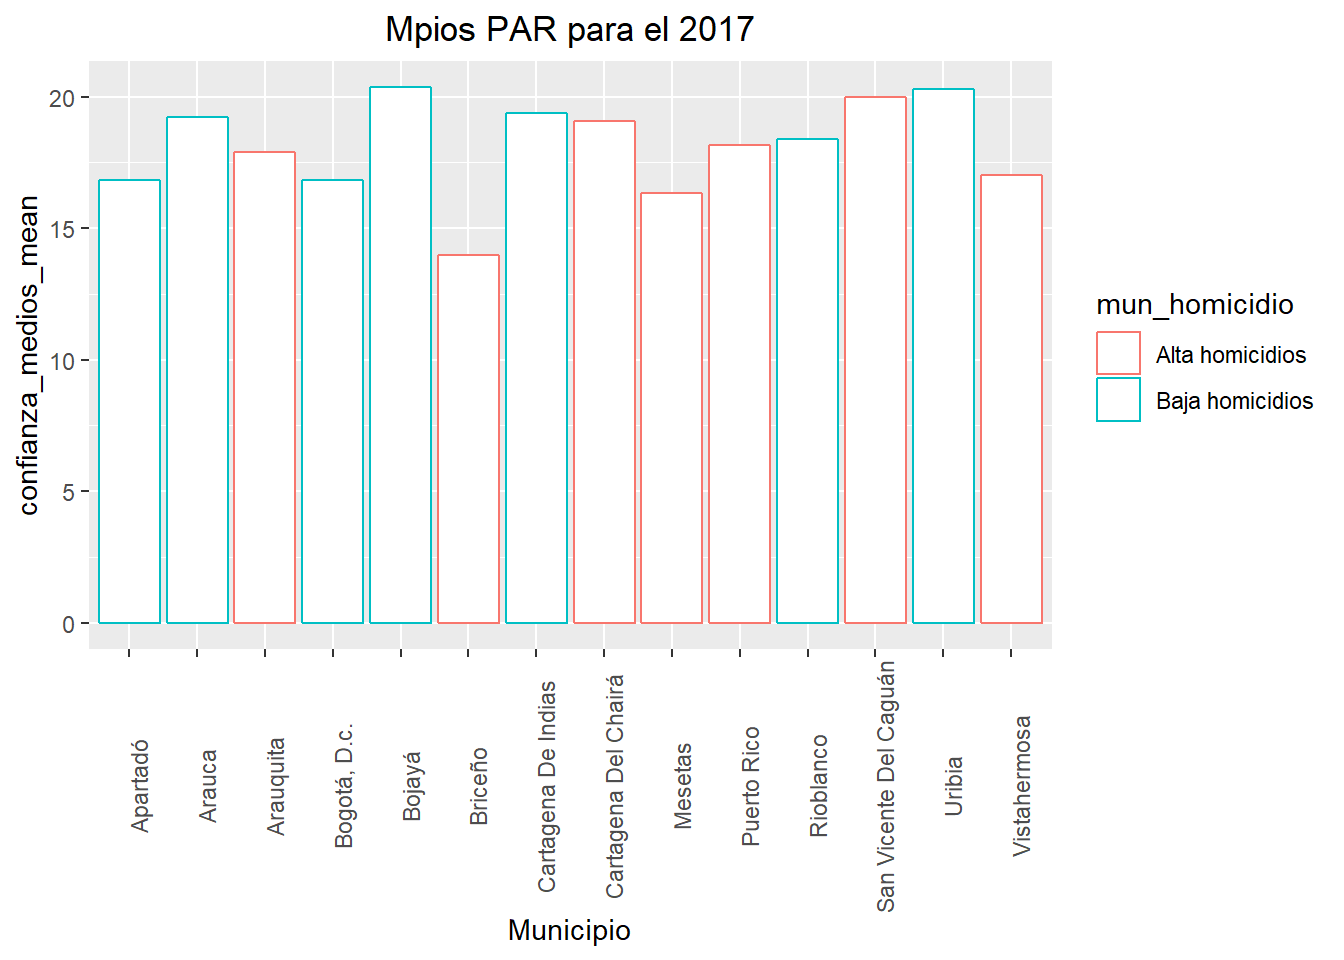 Mpios PAR para el 2017
confianza_medios_mean
20
15
10
5
0
Apartadó
Arauca
Arauquita
Bogotá, D.c.
Bojayá
Briceño
Cartagena De Indias
Cartagena Del Chairá
Mesetas
Puerto Rico
Rioblanco
San Vicente Del Caguán
Uribia
Vistahermosa
Municipio
mun_homicidio
Alta homicidios
Baja homicidios